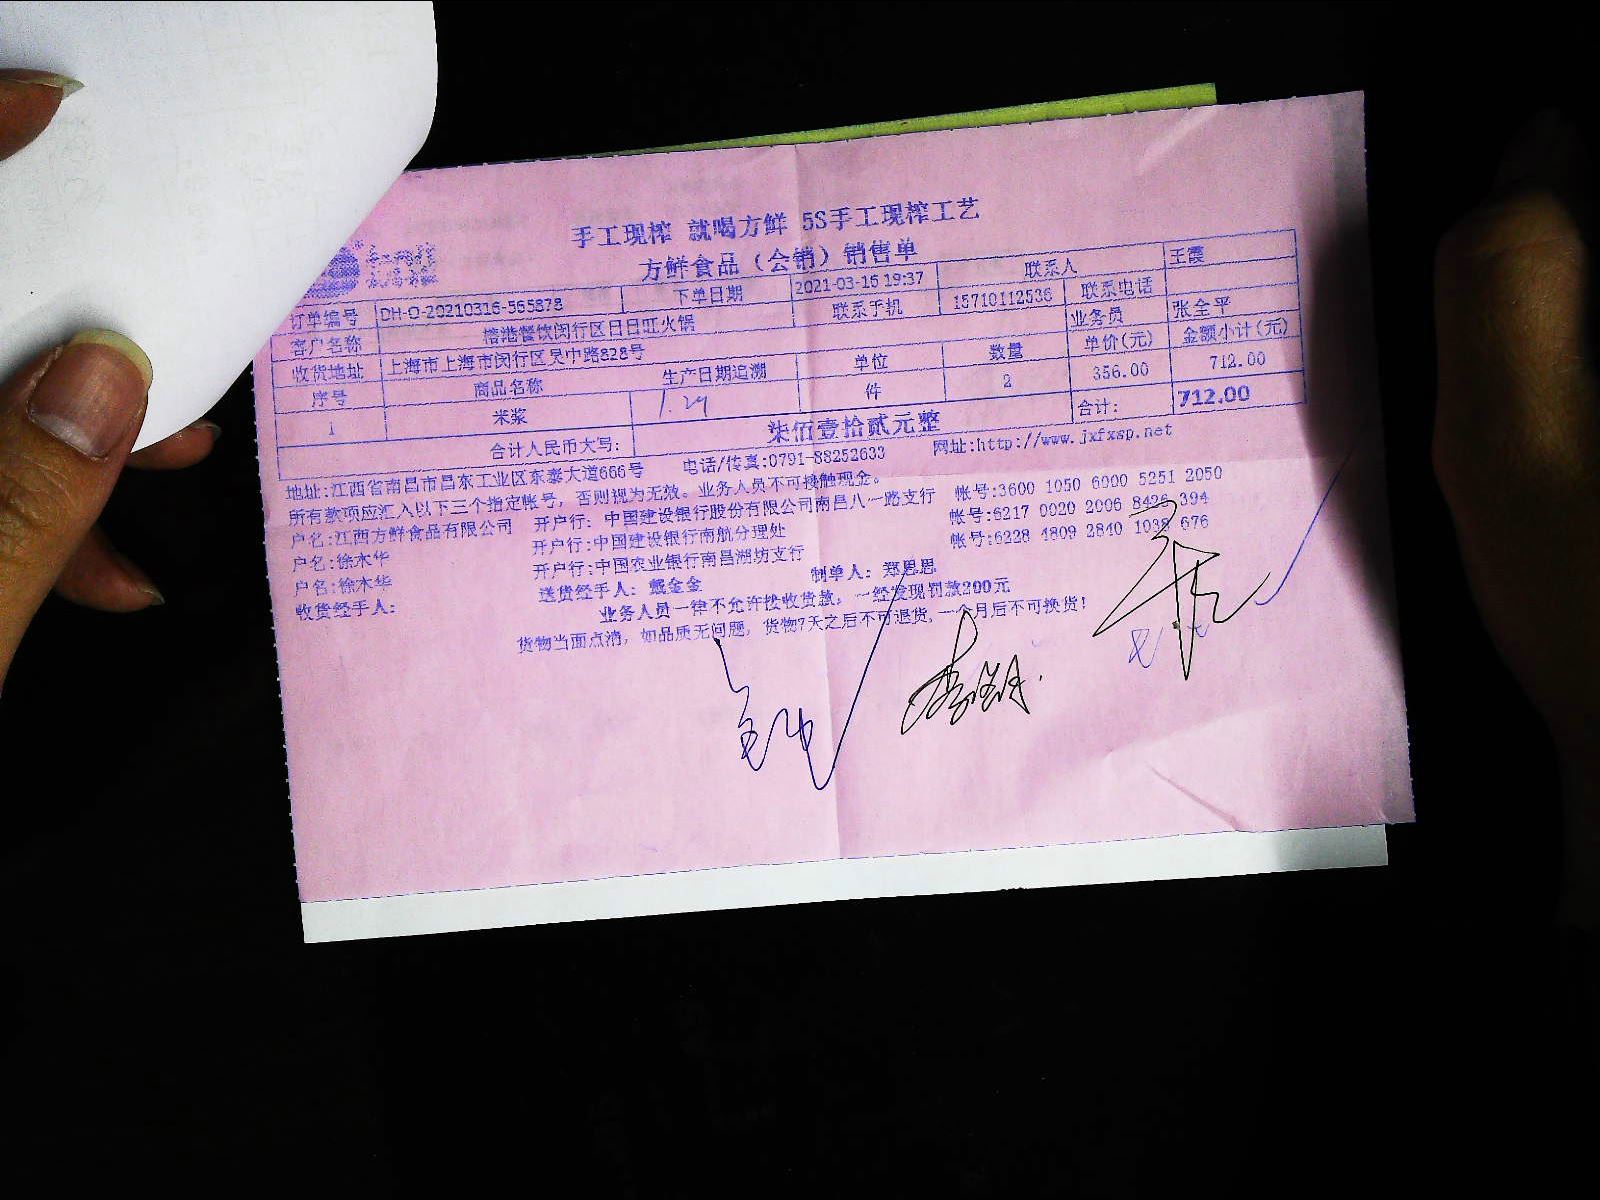 手工现榨 就喝方鲜 5S手工现榨工艺
方鲜食品（会销）销售单
订单编号 DH-O-20210316-565878 下单日期 2021-03-16 19:37 联系人 王霞
客户名称 榕港餐饮闵行区日日旺火锅 联系手机 15710112536 联系电话
收货地址 上海市上海市闵行区吴中路828号 业务员 张全平
序号 商品名称 生产日期追溯 单位 数量 单价(元) 金额小计(元)
1 米浆 1.29 件 2 356.00 712.00
合计人民币大写: 柒佰壹拾贰元整 合计: 712.00
地址:江西省南昌市昌东工业区东泰大道666号 电话/传真:0791-88252633 网址:http://www.jxfxsp.net
所有款项应汇入以下三个指定帐号，否则视为无效。业务人员不可接触现金。
户名:江西方鲜食品有限公司 开户行: 中国建设银行股份有限公司南昌八一路支行 帐号:3600 1050 6000 5251 2050
户名:徐木华 开户行:中国建设银行南航分理处 帐号:6217 0020 2006 8426 394
户名:徐木华 开户行:中国农业银行南昌湖坊支行 帐号:6228 4809 2840 1038 676
收货经手人: 送货经手人: 戴金金 制单人: 郑思思
业务人员一律不允许接收货款，一经发现罚款200元
货物当面点清，如品质无问题，货物7天之后不可退货，一个月后不可换货!